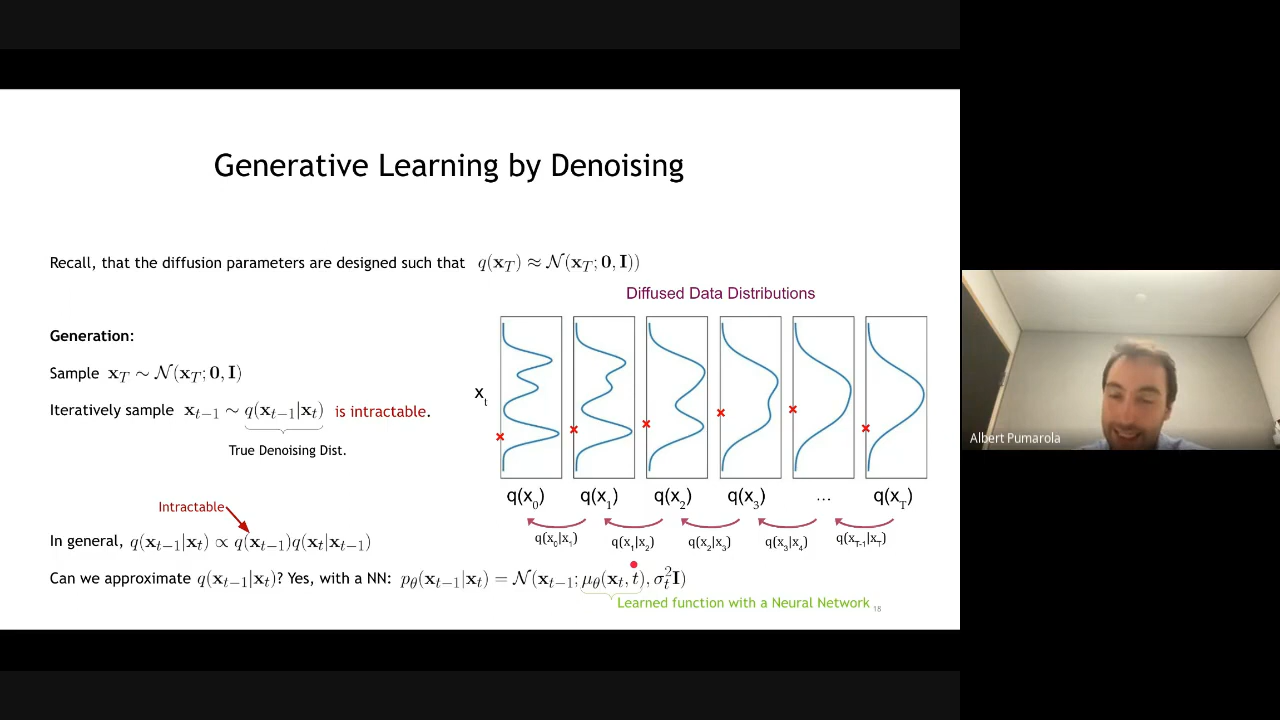 Generative Learning by Denoising
Recall, that the diffusion parameters are designed such that q(x_T) ≈ 𝒩(x_T; 0, I))
Diffused Data Distributions
Generation:
Sample x_T ∼ 𝒩(x_T; 0, I)
Iteratively sample x_{t−1} ∼ q(x_{t−1}|x_t) is intractable.
True Denoising Dist.
x_t
q(x_0) q(x_1) q(x_2) q(x_3) ... q(x_T)
q(x_0|x_1) q(x_1|x_2) q(x_2|x_3) q(x_3|x_4) q(x_{T-1}|x_T)
Intractable
In general, q(x_{t−1}|x_t) ∝ q(x_{t−1})q(x_t|x_{t−1})
Can we approximate q(x_{t−1}|x_t)? Yes, with a NN: p_θ(x_{t−1}|x_t) = 𝒩(x_{t−1}; μ_θ(x_t, t), σ_t^2 I)
Learned function with a Neural Network
18
Albert Pumarola